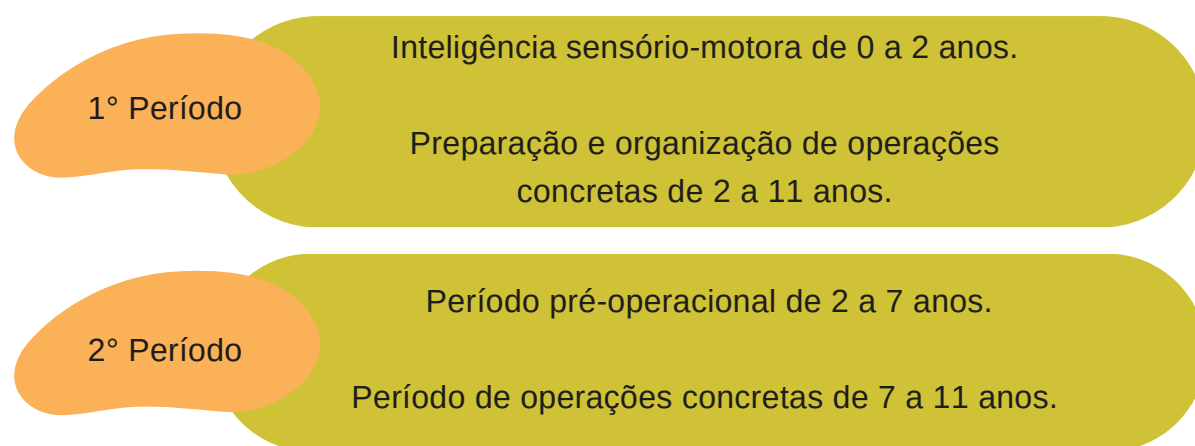 1° Período
Inteligência sensório-motora de 0 a 2 anos.
Preparação e organização de operações
concretas de 2 a 11 anos.
2° Período
Período pré-operacional de 2 a 7 anos.
Período de operações concretas de 7 a 11 anos.